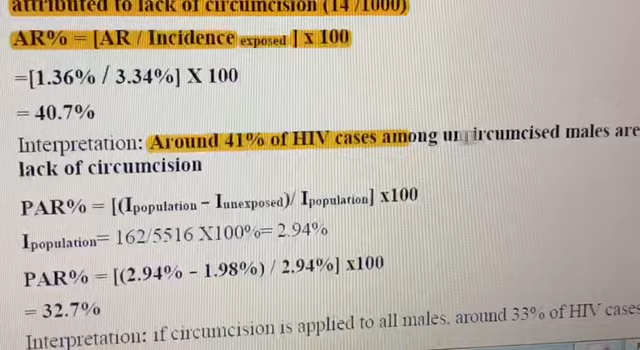 attributed to lack of circumcision (14 /1000)
AR% = [AR / Incidence exposed ] x 100
=[1.36% / 3.34%] X 100
= 40.7%
Interpretation: Around 41% of HIV cases among uncircumcised males are
lack of circumcision
PAR% = [(Ipopulation – Iunexposed)/ Ipopulation] x100
Ipopulation= 162/5516 X100%= 2.94%
PAR% = [(2.94% - 1.98%) / 2.94%] x100
= 32.7%
Interpretation: if circumcision is applied to all males. around 33% of HIV cases